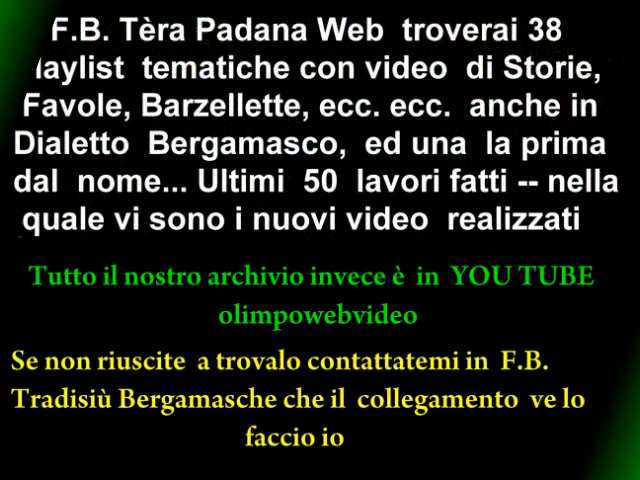 F.B. Tèra Padana Web troverai 38
laylist tematiche con video di Storie,
Favole, Barzellette, ecc. ecc. anche in
Dialetto Bergamasco, ed una la prima
dal nome... Ultimi 50 lavori fatti -- nella
quale vi sono i nuovi video realizzati
Tutto il nostro archivio invece è in YOU TUBE
olimpowebvideo
Se non riuscite a trovalo contattatemi in F.B.
Tradisiù Bergamasche che il collegamento ve lo
faccio io